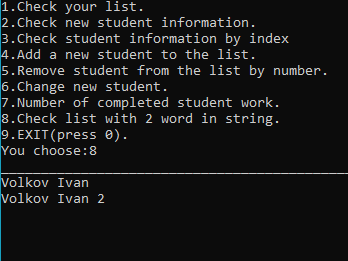 1.Check your list.
2.Check new student information.
3.Check student information by index
4.Add a new student to the list.
5.Remove student from the list by number.
6.Change new student.
7.Number of completed student work.
8.Check list with 2 word in string.
9.EXIT(press 0).
You choose:8
Volkov Ivan
Volkov Ivan 2